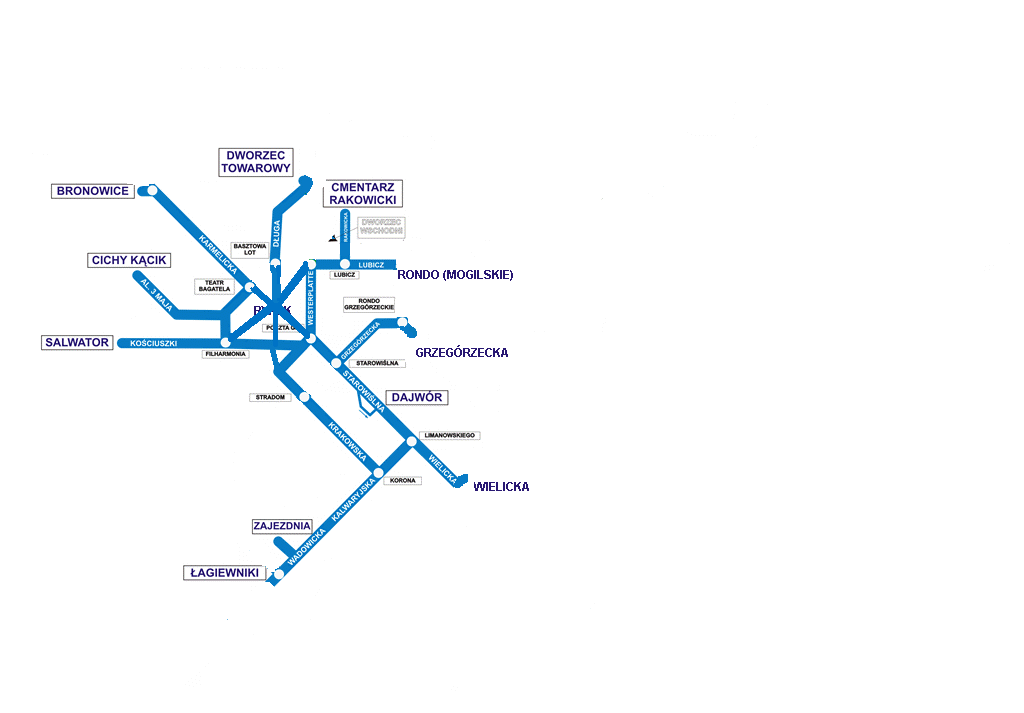 DWORZEC
TOWAROWY
BRONOWICE
CMENTARZ
RAKOWICKI
RAKOWICKA
DWORZEC
WSCHODNI
DŁUGA
KARMELICKA
BASZTOWA
LOT
CICHY KĄCIK
LUBICZ
LUBICZ
RONDO (MOGILSKIE)
AL. 3 MAJA
TEATR
BAGATELA
WESTERPLATTE
RONDO
GRZEGÓRZECKIE
GRZEGÓRZECKA
SALWATOR
KOŚCIUSZKI
FILHARMONIA
GRZEGÓRZECKA
STAROWIŚLNA
STAROWIŚLNA
STRADOM
DAJWÓR
KRAKOWSKA
LIMANOWSKIEGO
WIELICKA
KORONA
WIELICKA
KALWARYJSKA
ZAJEZDNIA
WADOWICKA
ŁAGIEWNIKI